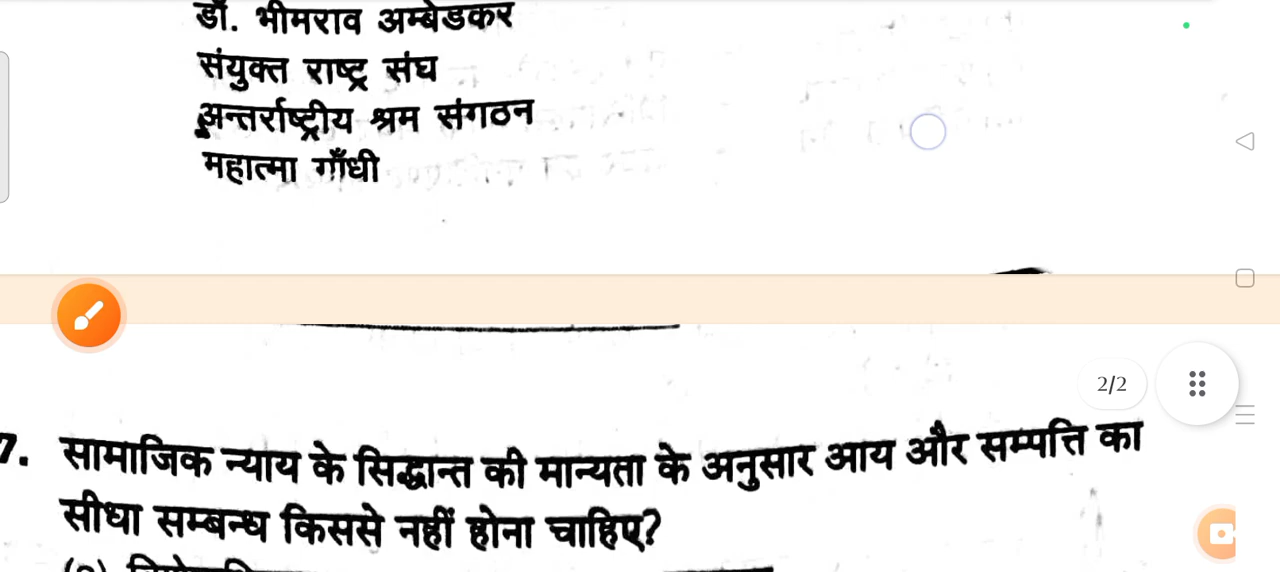 डॉ. भीमराव अम्बेडकर
संयुक्त राष्ट्र संघ
अन्तर्राष्ट्रीय श्रम संगठन
महात्मा गाँधी
2/2
7. सामाजिक न्याय के सिद्धान्त की मान्यता के अनुसार आय और सम्पत्ति का
सीधा सम्बन्ध किससे नहीं होना चाहिए?